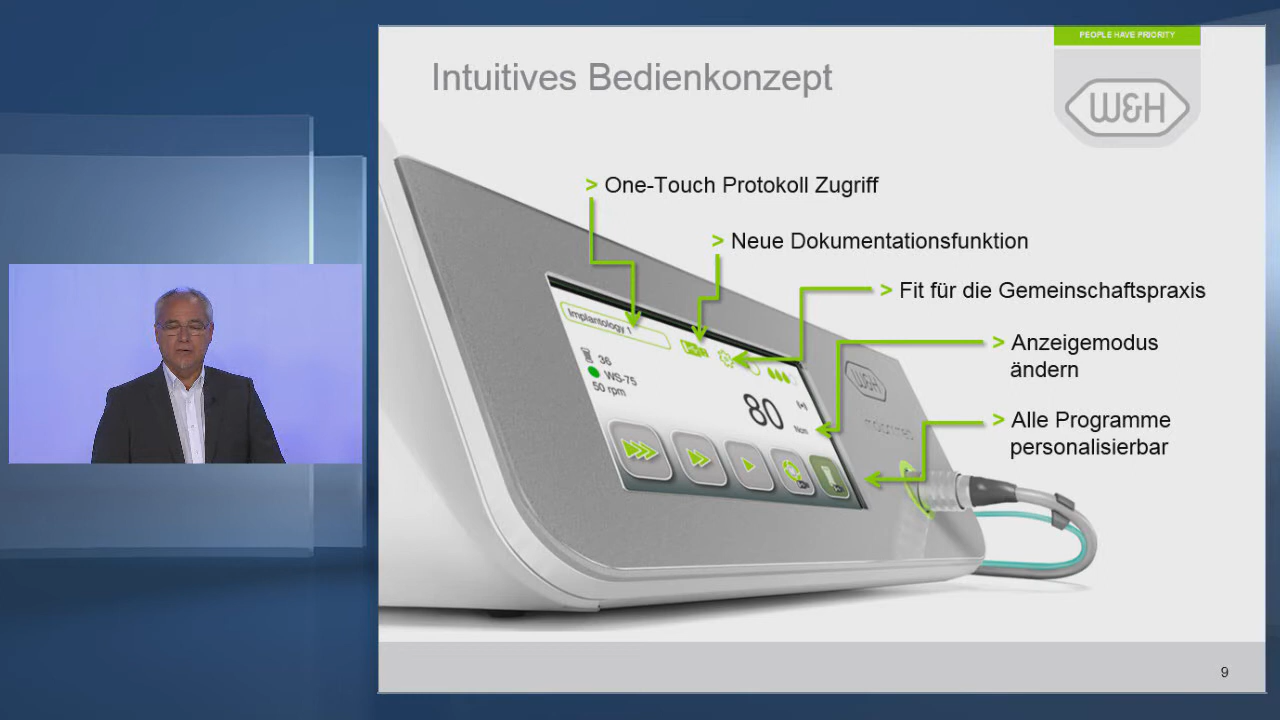 PEOPLE HAVE PRIORITY
Intuitives Bedienkonzept
W&H
> One-Touch Protokoll Zugriff
> Neue Dokumentationsfunktion
> Fit für die Gemeinschaftspraxis
> Anzeigemodus
ändern
> Alle Programme
personalisierbar
Implantology 1
36
WS-75
50 rpm
80
Ncm
W&H
9